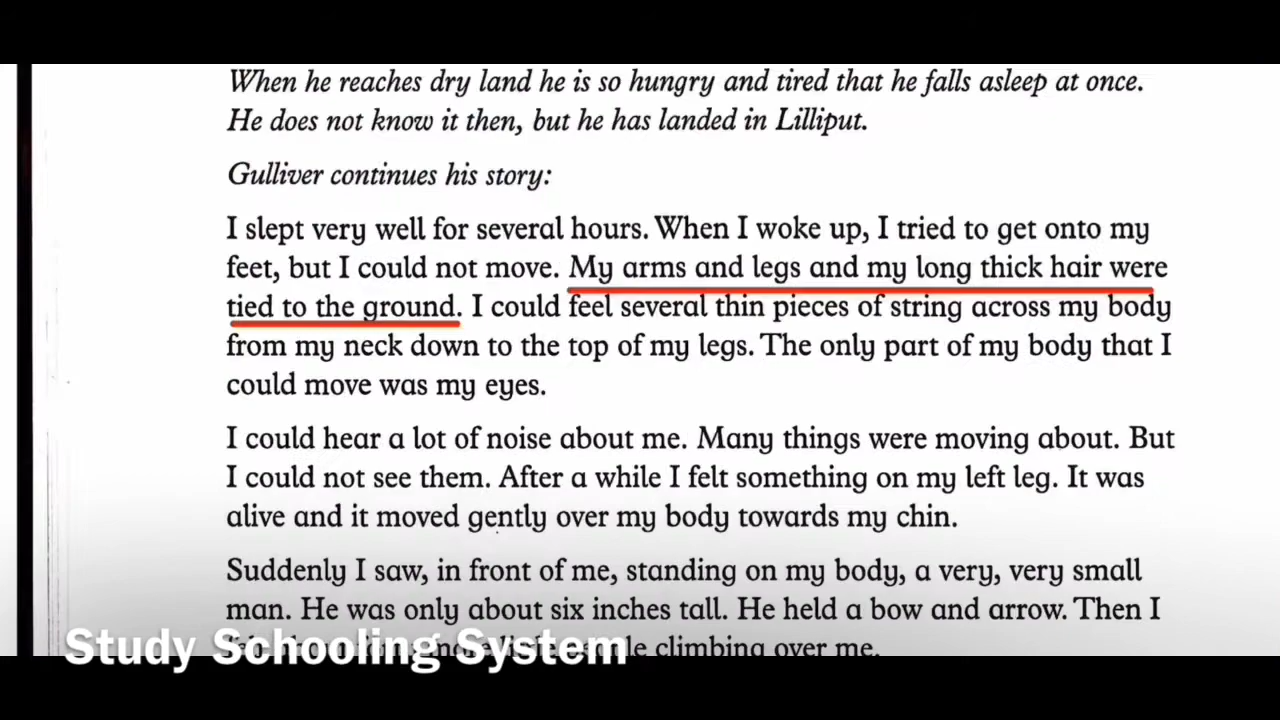 When he reaches dry land he is so hungry and tired that he falls asleep at once.
He does not know it then, but he has landed in Lilliput.
Gulliver continues his story:
I slept very well for several hours. When I woke up, I tried to get onto my
feet, but I could not move. My arms and legs and my long thick hair were
tied to the ground. I could feel several thin pieces of string across my body
from my neck down to the top of my legs. The only part of my body that I
could move was my eyes.
I could hear a lot of noise about me. Many things were moving about. But
I could not see them. After a while I felt something on my left leg. It was
alive and it moved gently over my body towards my chin.
Suddenly I saw, in front of me, standing on my body, a very, very small
man. He was only about six inches tall. He held a bow and arrow. Then I
more climbing over me.
Study Schooling System